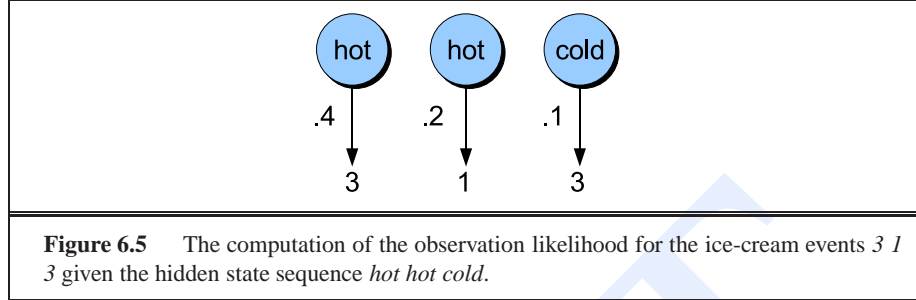 hot hot cold
.4 .2 .1
3 1 3
Figure 6.5 The computation of the observation likelihood for the ice-cream events 3 1
3 given the hidden state sequence hot hot cold.